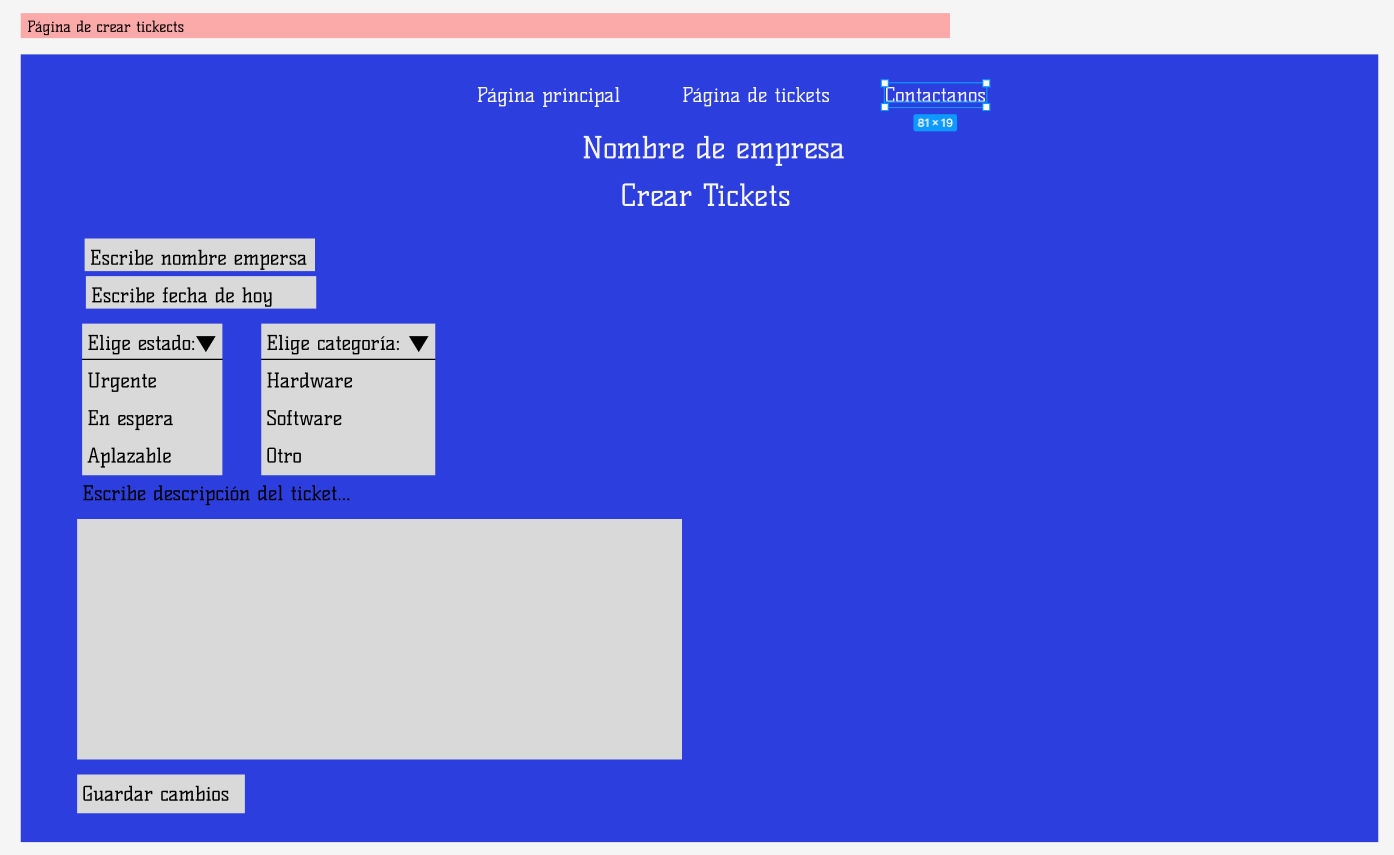 Página de crear tickects
Página principal Página de tickets Contactanos
81 × 19
Nombre de empresa
Crear Tickets
Escribe nombre empersa
Escribe fecha de hoy
Elige estado: Elige categoría:
Urgente Hardware
En espera Software
Aplazable Otro
Escribe descripción del ticket...
Guardar cambios